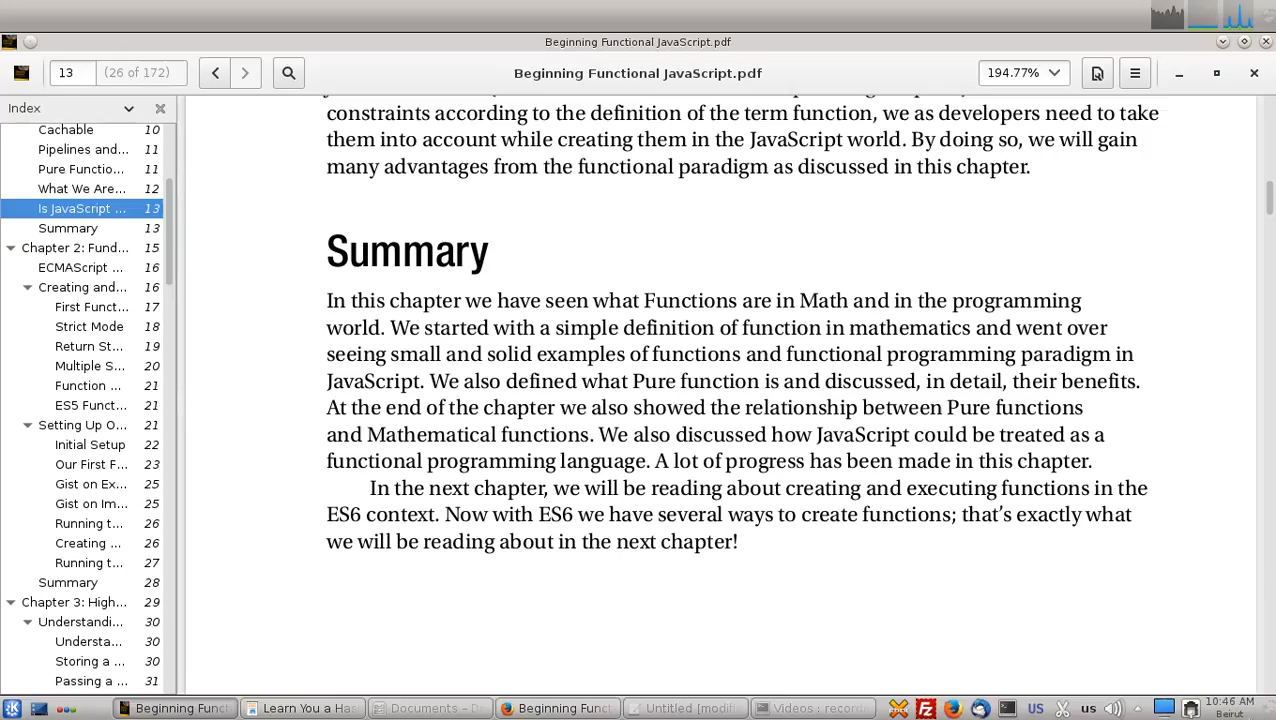 Beginning Functional JavaScript.pdf
13 (26 of 172)
Beginning Functional JavaScript.pdf
194.77%
Index
Cachable 10
Pipelines and... 11
Pure Functio... 11
What We Are... 12
Is JavaScript ... 13
Summary 13
Chapter 2: Fund... 15
ECMAScript ... 16
Creating and... 16
First Funct... 17
Strict Mode 18
Return St... 19
Multiple S... 20
Function ... 21
ES5 Funct... 21
Setting Up O... 21
Initial Setup 22
Our First F... 23
Gist on Ex... 25
Gist on Im... 25
Running t... 26
Creating ... 26
Running t... 27
Summary 28
Chapter 3: High... 29
Understandi... 30
Understa... 30
Storing a ... 30
Passing a ... 31
constraints according to the definition of the term function, we as developers need to take
them into account while creating them in the JavaScript world. By doing so, we will gain
many advantages from the functional paradigm as discussed in this chapter.
Summary
In this chapter we have seen what Functions are in Math and in the programming
world. We started with a simple definition of function in mathematics and went over
seeing small and solid examples of functions and functional programming paradigm in
JavaScript. We also defined what Pure function is and discussed, in detail, their benefits.
At the end of the chapter we also showed the relationship between Pure functions
and Mathematical functions. We also discussed how JavaScript could be treated as a
functional programming language. A lot of progress has been made in this chapter.
In the next chapter, we will be reading about creating and executing functions in the
ES6 context. Now with ES6 we have several ways to create functions; that's exactly what
we will be reading about in the next chapter!
Beginning Func
Learn You a Has
Documents – D
Beginning Funct
Untitled [modif
Videos : record
US
us
10:46 AM
Beirut